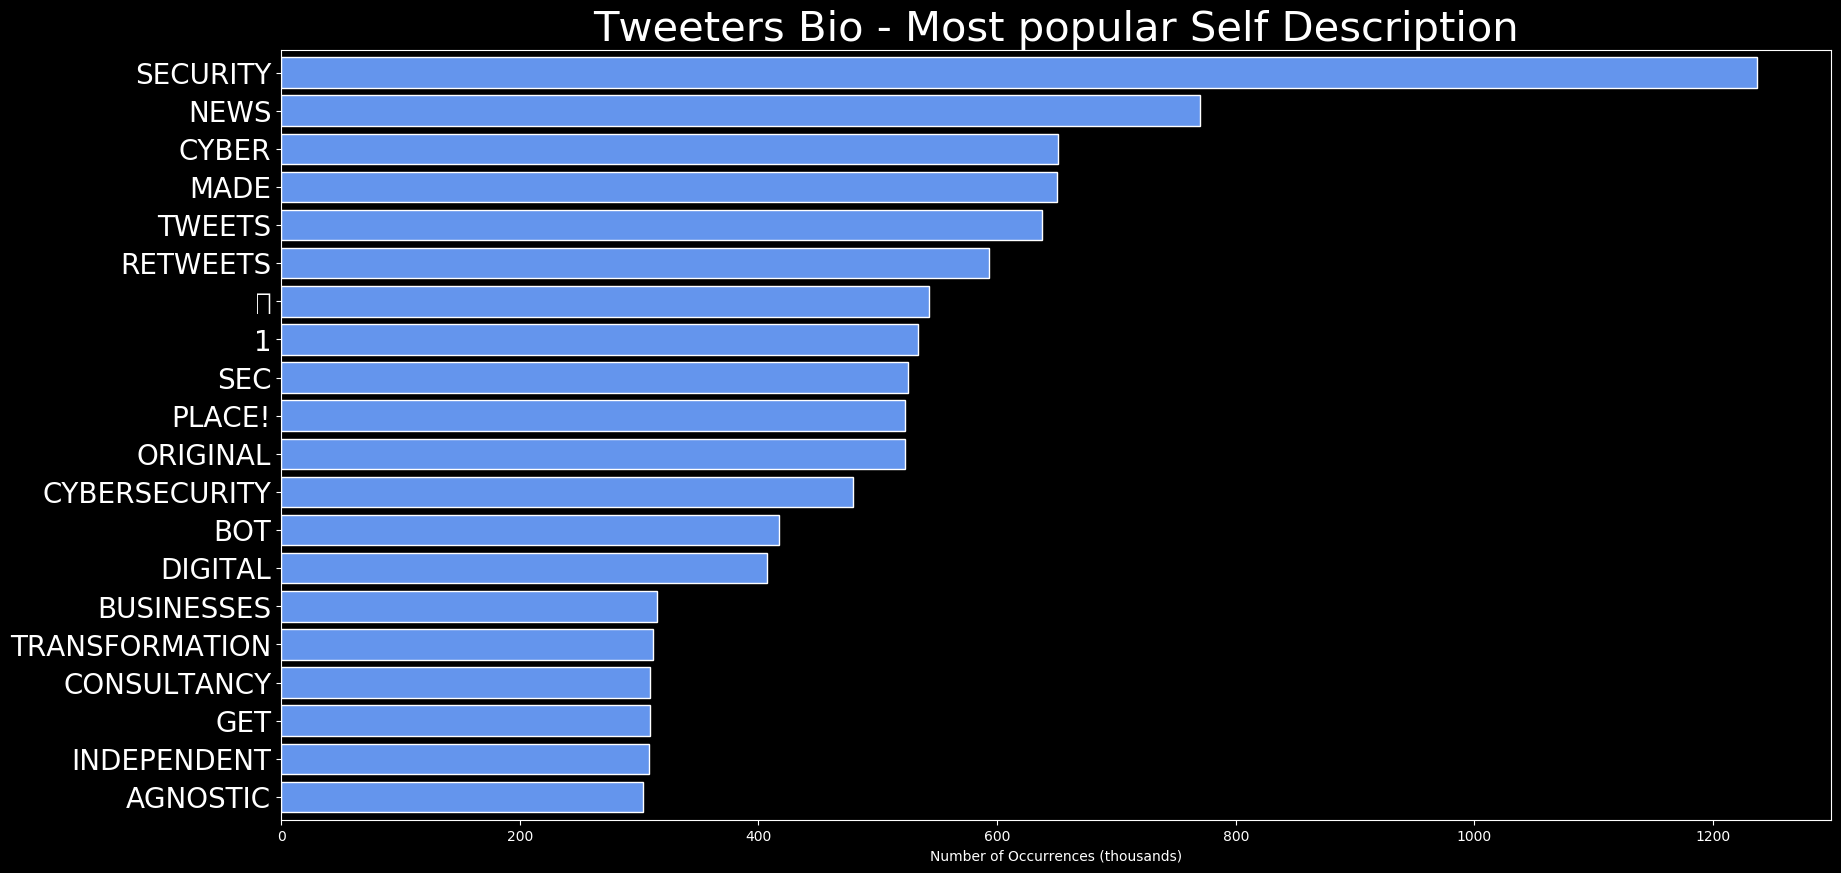 Tweeters Bio - Most popular Self Description
SECURITY
NEWS
CYBER
MADE
TWEETS
RETWEETS
1
SEC
PLACE!
ORIGINAL
CYBERSECURITY
BOT
DIGITAL
BUSINESSES
TRANSFORMATION
CONSULTANCY
GET
INDEPENDENT
AGNOSTIC
0 200 400 600 800 1000 1200
Number of Occurrences (thousands)